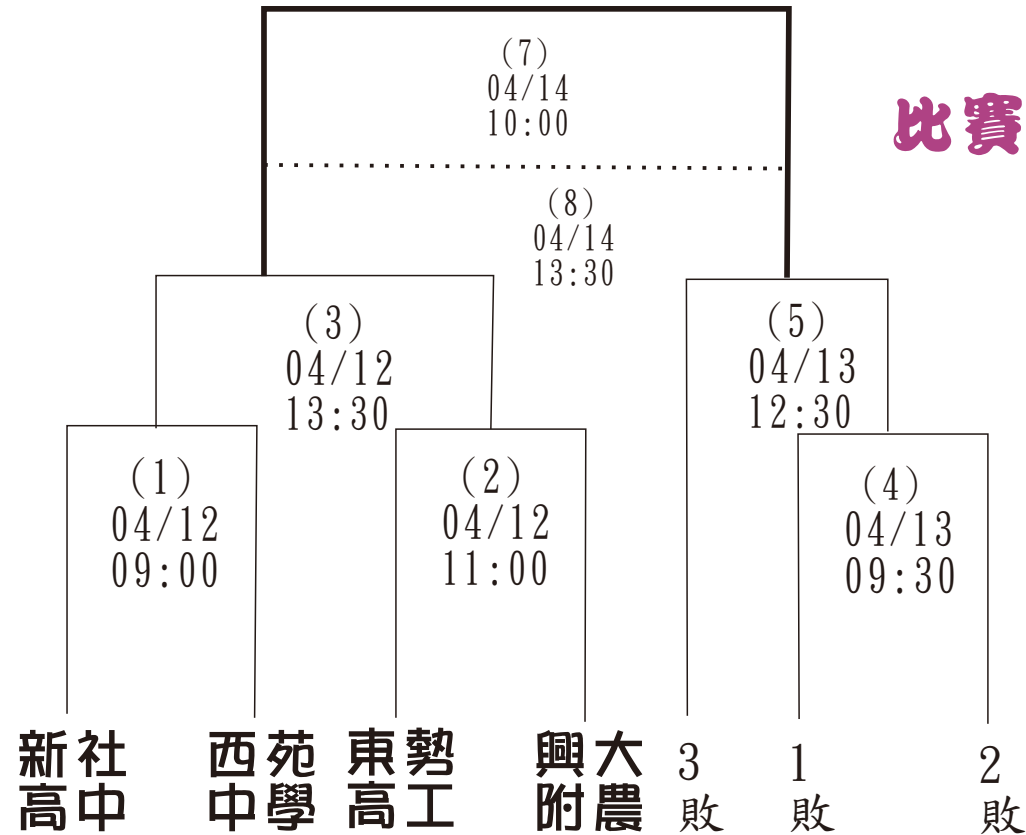 (7)
04/14
10:00
比賽
(8)
04/14
13:30
(3)
04/12
13:30
(5)
04/13
12:30
(1)
04/12
09:00
(2)
04/12
11:00
(4)
04/13
09:30
新社
高中
西苑
中學
東勢
高工
興大
附農
3
敗
1
敗
2
敗